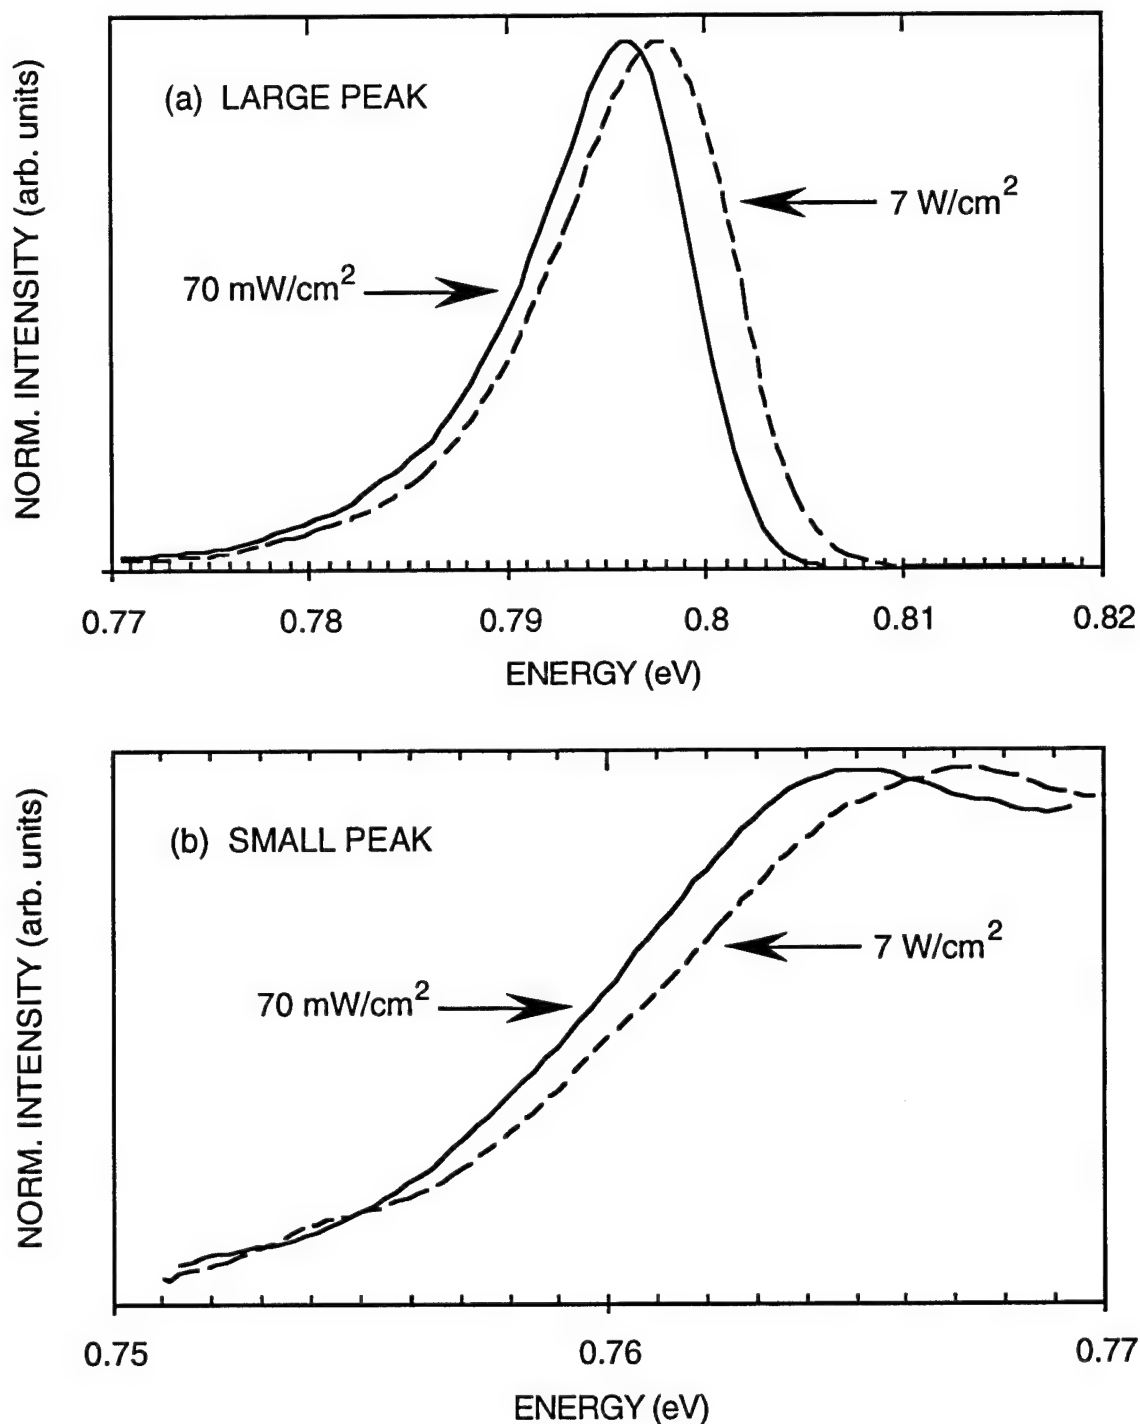 (a) LARGE PEAK
7 W/cm²
70 mW/cm²
NORM. INTENSITY (arb. units)
0.77 0.78 0.79 0.8 0.81 0.82
ENERGY (eV)
(b) SMALL PEAK
7 W/cm²
70 mW/cm²
NORM. INTENSITY (arb. units)
0.75 0.76 0.77
ENERGY (eV)